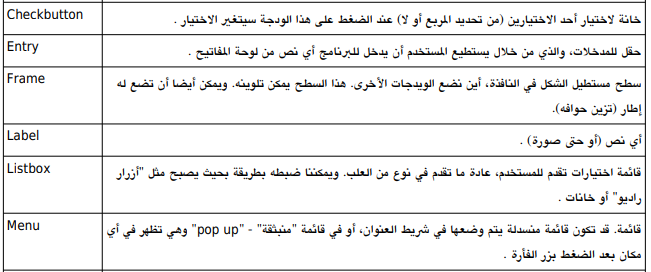 Checkbutton
خانة لاختيار أحد الاختيارين (من تحديد المربع أو لا) عند الضغط على هذا الودجة سيتغير الاختيار .
Entry
حقل للمدخلات، والذي من خلال يستطيع المستخدم أن يدخل للبرنامج أي نص من لوحة المفاتيح .
Frame
سطح مستطيل الشكل في النافذة، أين نضع الويدجات الأخرى. هذا السطح يمكن تلوينه. ويمكن أيضا أن تضع له
إطار (تزين حوافه).
Label
أي نص (أو حتى صورة) .
Listbox
قائمة اختيارات تقدم للمستخدم، عادة ما تقدم في نوع من العلب. ويمكننا ضبطه بطريقة بحيث يصبح مثل "أزرار
راديو" أو خانات .
Menu
قائمة. قد تكون قائمة منسدلة يتم وضعها في شريط العنوان، أو في قائمة "منبثقة" - "pop up" وهي تظهر في أي
مكان بعد الضغط بزر الفأرة .